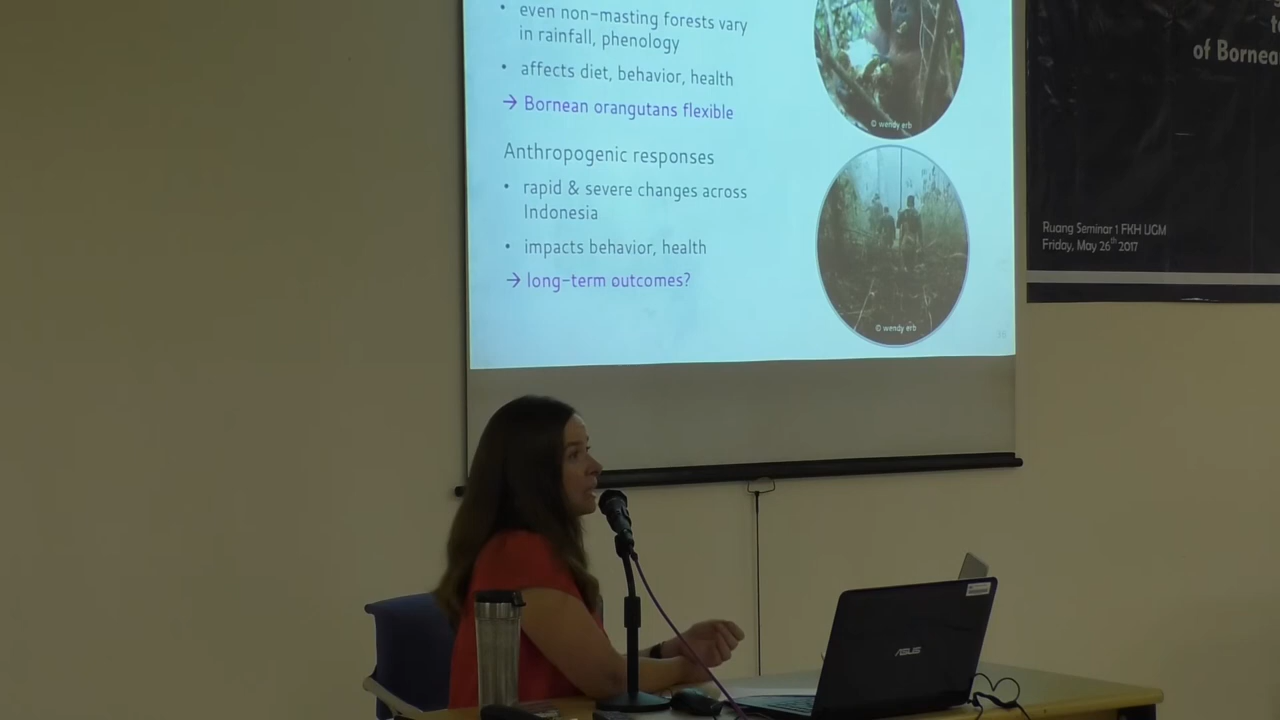 • even non-masting forests vary
in rainfall, phenology
• affects diet, behavior, health
→ Bornean orangutans flexible
© wendy erb
Anthropogenic responses
• rapid & severe changes across
Indonesia
• impacts behavior, health
→ long-term outcomes?
© wendy erb
of Bornea
Ruang Seminar 1 FKH UGM
Friday, May 26th 2017
ASUS